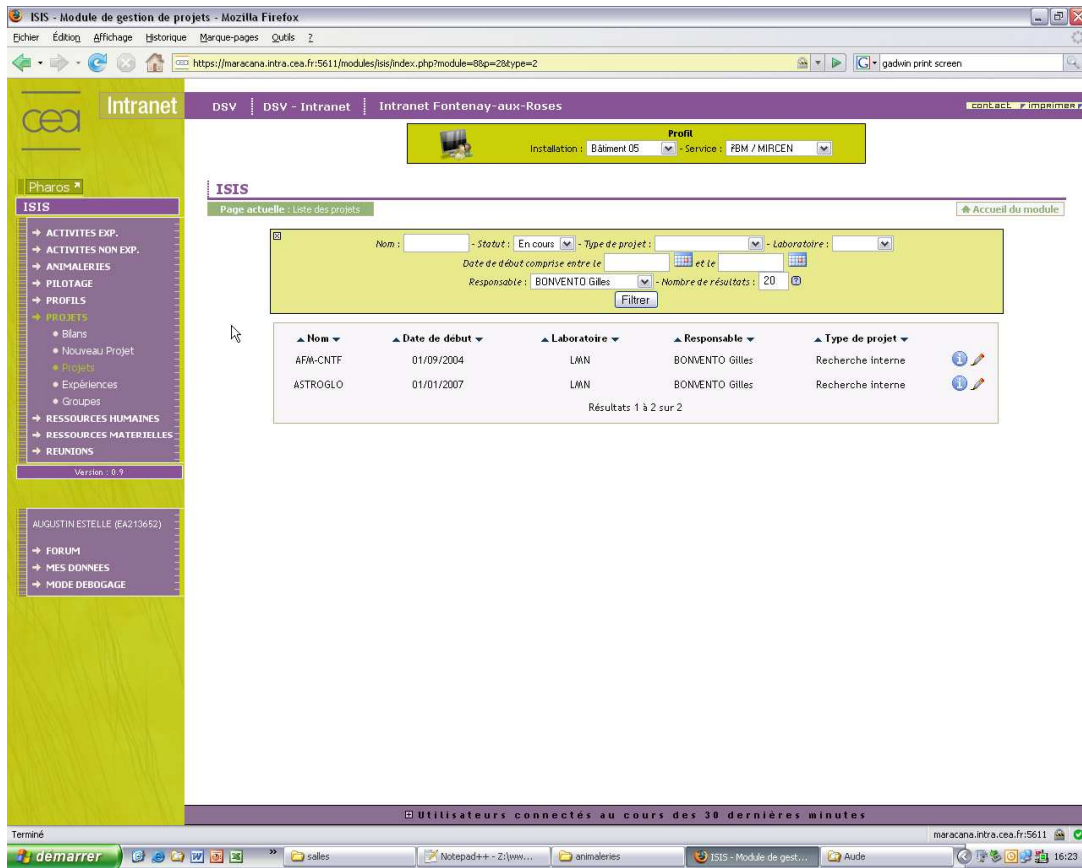 ISIS - Module de gestion de projets - Mozilla Firefox
Fichier Édition Affichage Historique Marque-pages Outils ?
https://maracana.intra.cea.fr:5611/modules/isis/index.php?module=8&p=2&type=2
gadwin print screen
cea
Intranet
DSV DSV - Intranet Intranet Fontenay-aux-Roses
contact imprimer
Profil
Installation : Bâtiment 05 - Service : MIRCEN
Pharos
ISIS
ISIS
Page actuelle : Liste des projets
Accueil du module
ACTIVITES EXP.
ACTIVITES NON EXP.
ANIMALERIES
PILOTAGE
PROFILS
PROJETS
Bilans
Nouveau Projet
Projets
Expériences
Groupes
RESSOURCES HUMAINES
RESSOURCES MATERIELLES
REUNIONS
Version : 0.9
Nom : - Statut : En cours - Type de projet : - Laboratoire :
Date de début comprise entre le et le
Responsable : BONVENTO Gilles - Nombre de résultats : 20
Filtrer
Nom Date de début Laboratoire Responsable Type de projet
AFM-CNTF 01/09/2004 LMN BONVENTO Gilles Recherche interne
ASTROGLO 01/01/2007 LMN BONVENTO Gilles Recherche interne
Résultats 1 à 2 sur 2
AUGUSTIN ESTELLE (EA213652)
FORUM
MES DONNEES
MODE DEBOGAGE
Utilisateurs connectés au cours des 30 dernières minutes
Terminé
maracana.intra.cea.fr:5611
démarrer
salles
Notepad++ - Z:\ww...
animaleries
ISIS - Module de gest...
Aude
16:23